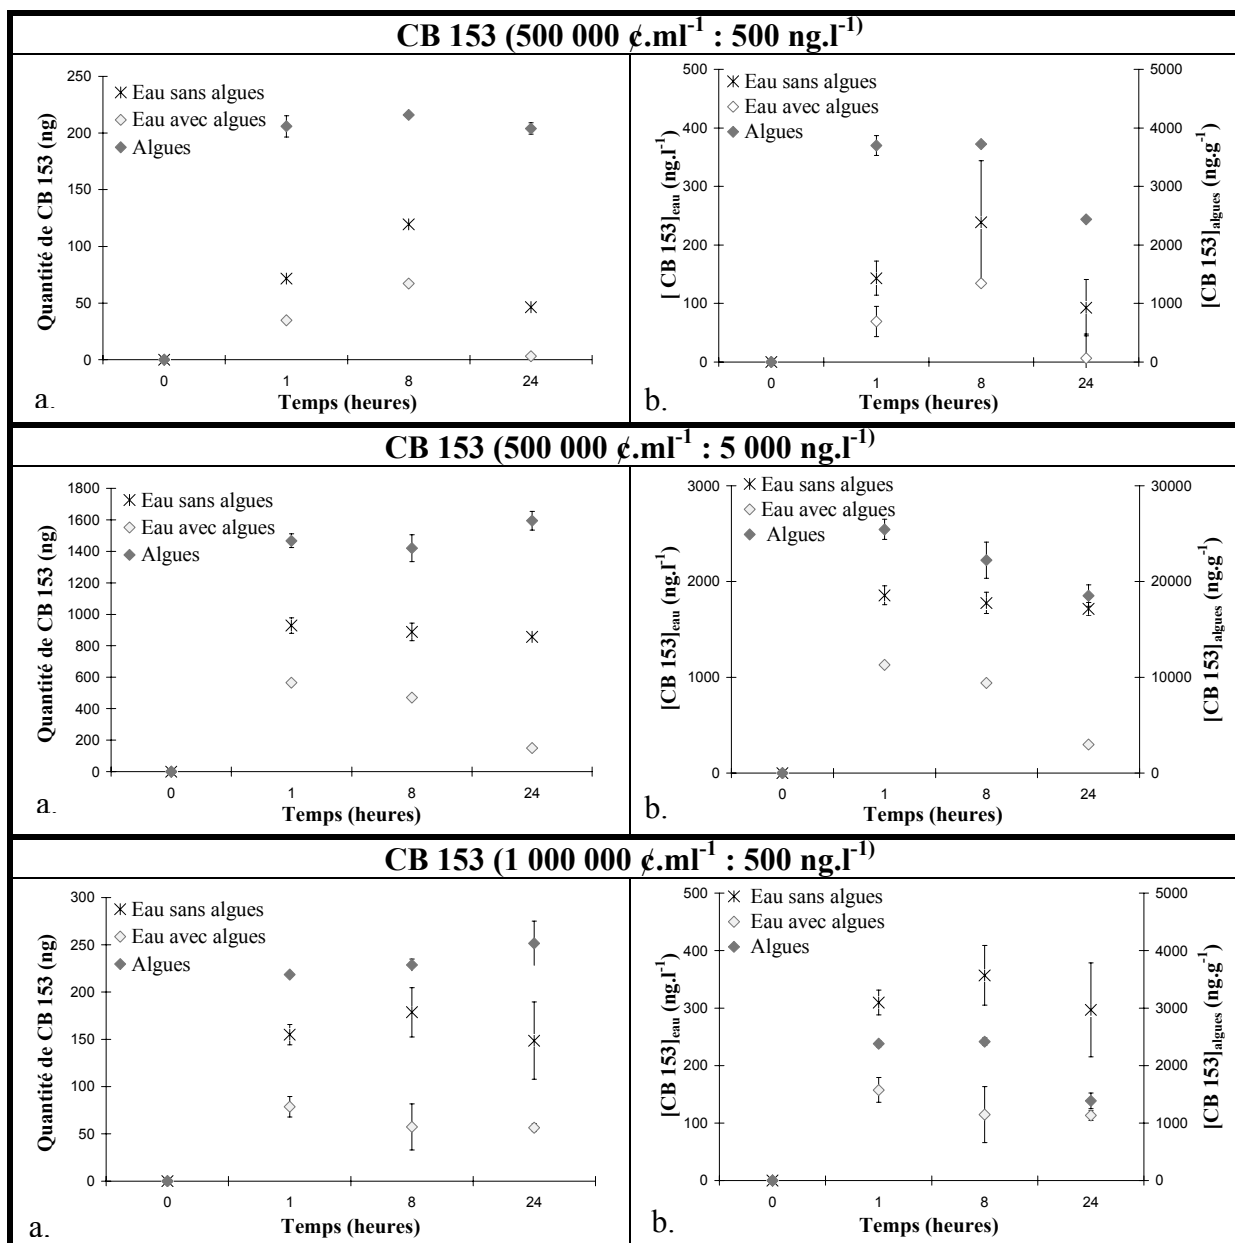 CB 153 (500 000 ¢.ml⁻¹ : 500 ng.l⁻¹)
Quantité de CB 153 (ng)
250
200
150
100
50
0
Eau sans algues
Eau avec algues
Algues
0 1 8 24
Temps (heures)
a.
[ CB 153]eau (ng.l⁻¹)
500
400
300
200
100
0
Eau sans algues
Eau avec algues
Algues
5000
4000
3000
2000
1000
0
[CB 153]algues (ng.g⁻¹)
0 1 8 24
Temps (heures)
b.
CB 153 (500 000 ¢.ml⁻¹ : 5 000 ng.l⁻¹)
Quantité de CB 153 (ng)
1800
1600
1400
1200
1000
800
600
400
200
0
Eau sans algues
Eau avec algues
Algues
0 1 8 24
Temps (heures)
a.
[CB 153]eau (ng.l⁻¹)
3000
2000
1000
0
Eau sans algues
Eau avec algues
Algues
30000
20000
10000
0
[CB 153]algues (ng.g⁻¹)
0 1 8 24
Temps (heures)
b.
CB 153 (1 000 000 ¢.ml⁻¹ : 500 ng.l⁻¹)
Quantité de CB 153 (ng)
300
250
200
150
100
50
0
Eau sans algues
Eau avec algues
Algues
0 1 8 24
Temps (heures)
a.
[CB 153]eau (ng.l⁻¹)
500
400
300
200
100
0
Eau sans algues
Eau avec algues
Algues
5000
4000
3000
2000
1000
0
[CB 153]algues (ng.g⁻¹)
0 1 8 24
Temps (heures)
b.